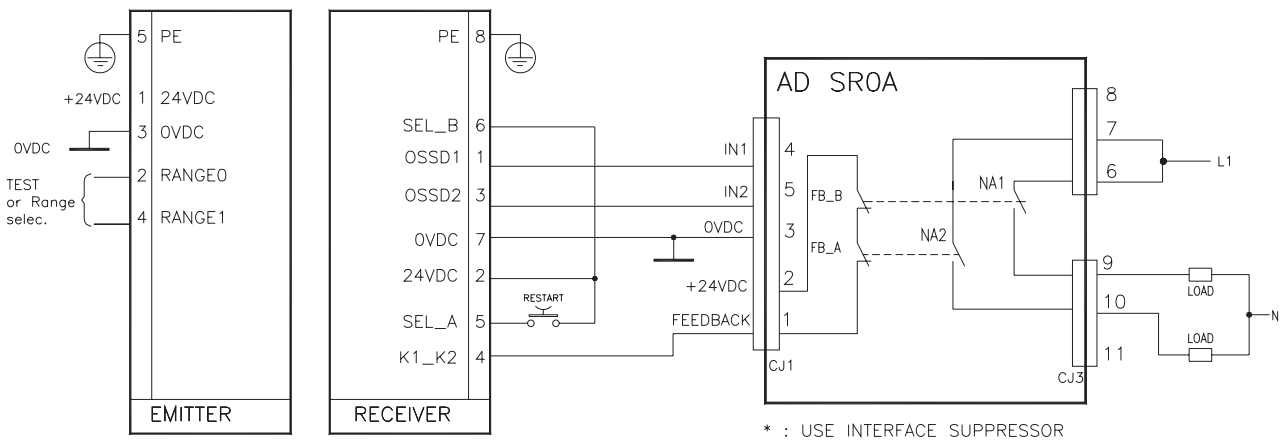 5 PE
+24VDC 1 24VDC
3 0VDC
0VDC
2 RANGE0
TEST
or Range
selec.
4 RANGE1
EMITTER
PE 8
SEL_B 6
OSSD1 1
OSSD2 3
0VDC 7
24VDC 2
RESTART
SEL_A 5
K1_K2 4
RECEIVER
AD SR0A
IN1 4
IN2 5
0VDC 3
+24VDC 2
FEEDBACK 1
CJ1
FB_B
FB_A
NA1
NA2
8
7
6
L1
9
10
11
CJ3
LOAD
LOAD
N
* : USE INTERFACE SUPPRESSOR